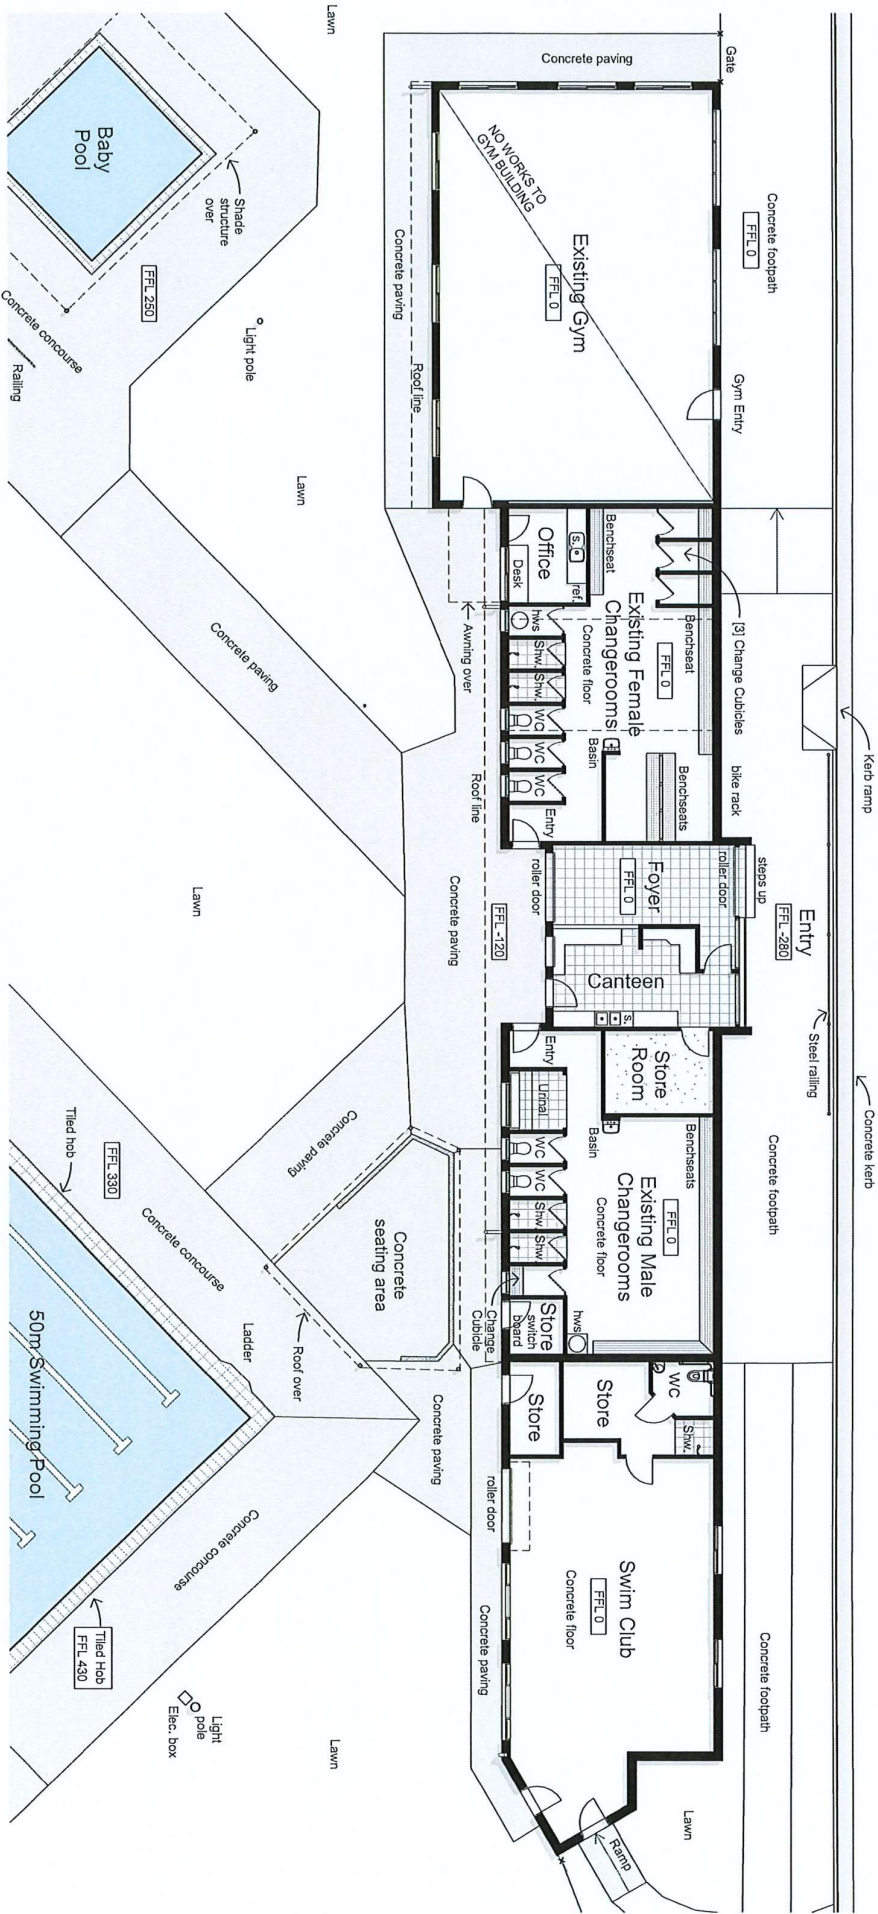 Lawn
Concrete paving
Gate
Baby
Pool
Shade
structure
over
FFL 250
Concrete concourse
Railing
Light pole
Lawn
Concrete paving
Roof line
NO WORKS TO
GYM BUILDING
Existing Gym
FFL 0
Concrete footpath
FFL 0
Gym Entry
Concrete paving
Awning over
Roof line
Office
Desk
s.
ref.
Benchseat
hws
Shw.
Shw.
WC
WC
WC
Existing Female
Changerooms
FFL 0
Concrete floor
Benchseat
Basin
Benchseats
Entry
[3] Change Cubicles
bike rack
Kerb ramp
Lawn
Concrete paving
FFL -120
roller door
Foyer
FFL 0
roller door
steps up
Entry
FFL -280
Canteen
s.
Steel railing
Concrete kerb
Store
Room
Entry
Urinal
WC
WC
Shw
Shw
Basin
Benchseats
Existing Male
Changerooms
FFL 0
Concrete floor
Concrete footpath
hws
Store
switch
board
Change
Cubicle
Concrete paving
Concrete
seating area
Roof over
Tiled hob
FFL 330
Concrete concourse
Ladder
50m Swimming Pool
Concrete paving
Store
Store
WC
Shw.
roller door
Swim Club
FFL 0
Concrete floor
Concrete footpath
Concrete paving
Concrete concourse
Tiled Hob
FFL 430
Light
pole
Elec. box
Lawn
Lawn
Ramp